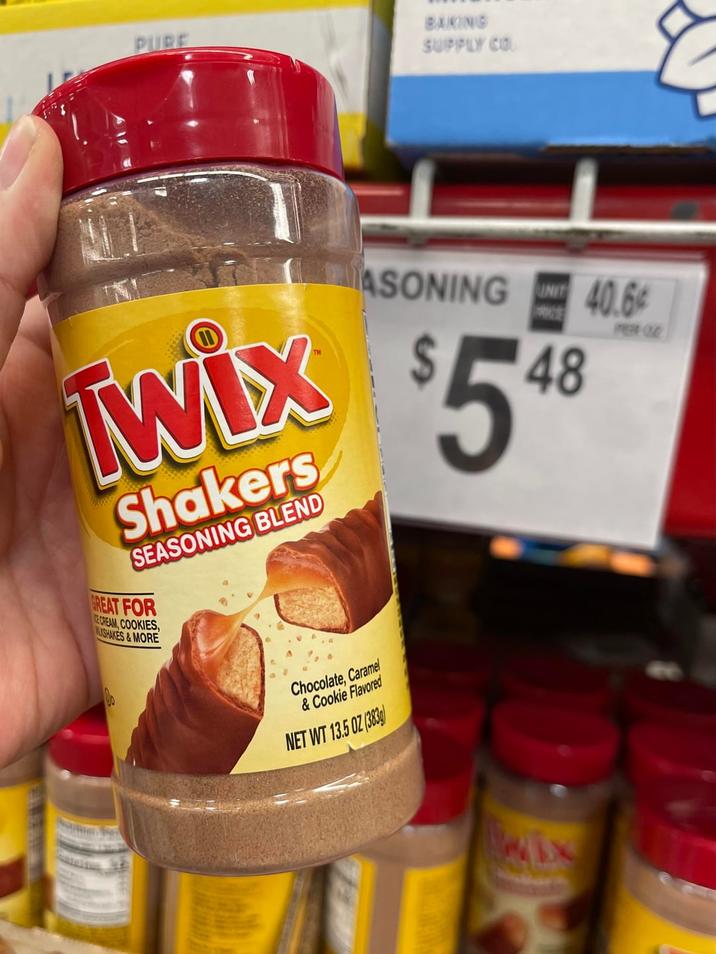 PURE
BAKING
SUPPLY CO.
TWIX™
Shakers
SEASONING BLEND
GREAT FOR
ICE CREAM, COOKIES,
MILKSHAKES & MORE
Chocolate, Caramel
& Cookie Flavored
NET WT 13.5 OZ (383g)
ASONING
UNIT
PRICE
40.6¢
PER OZ
$5 48
TWIX